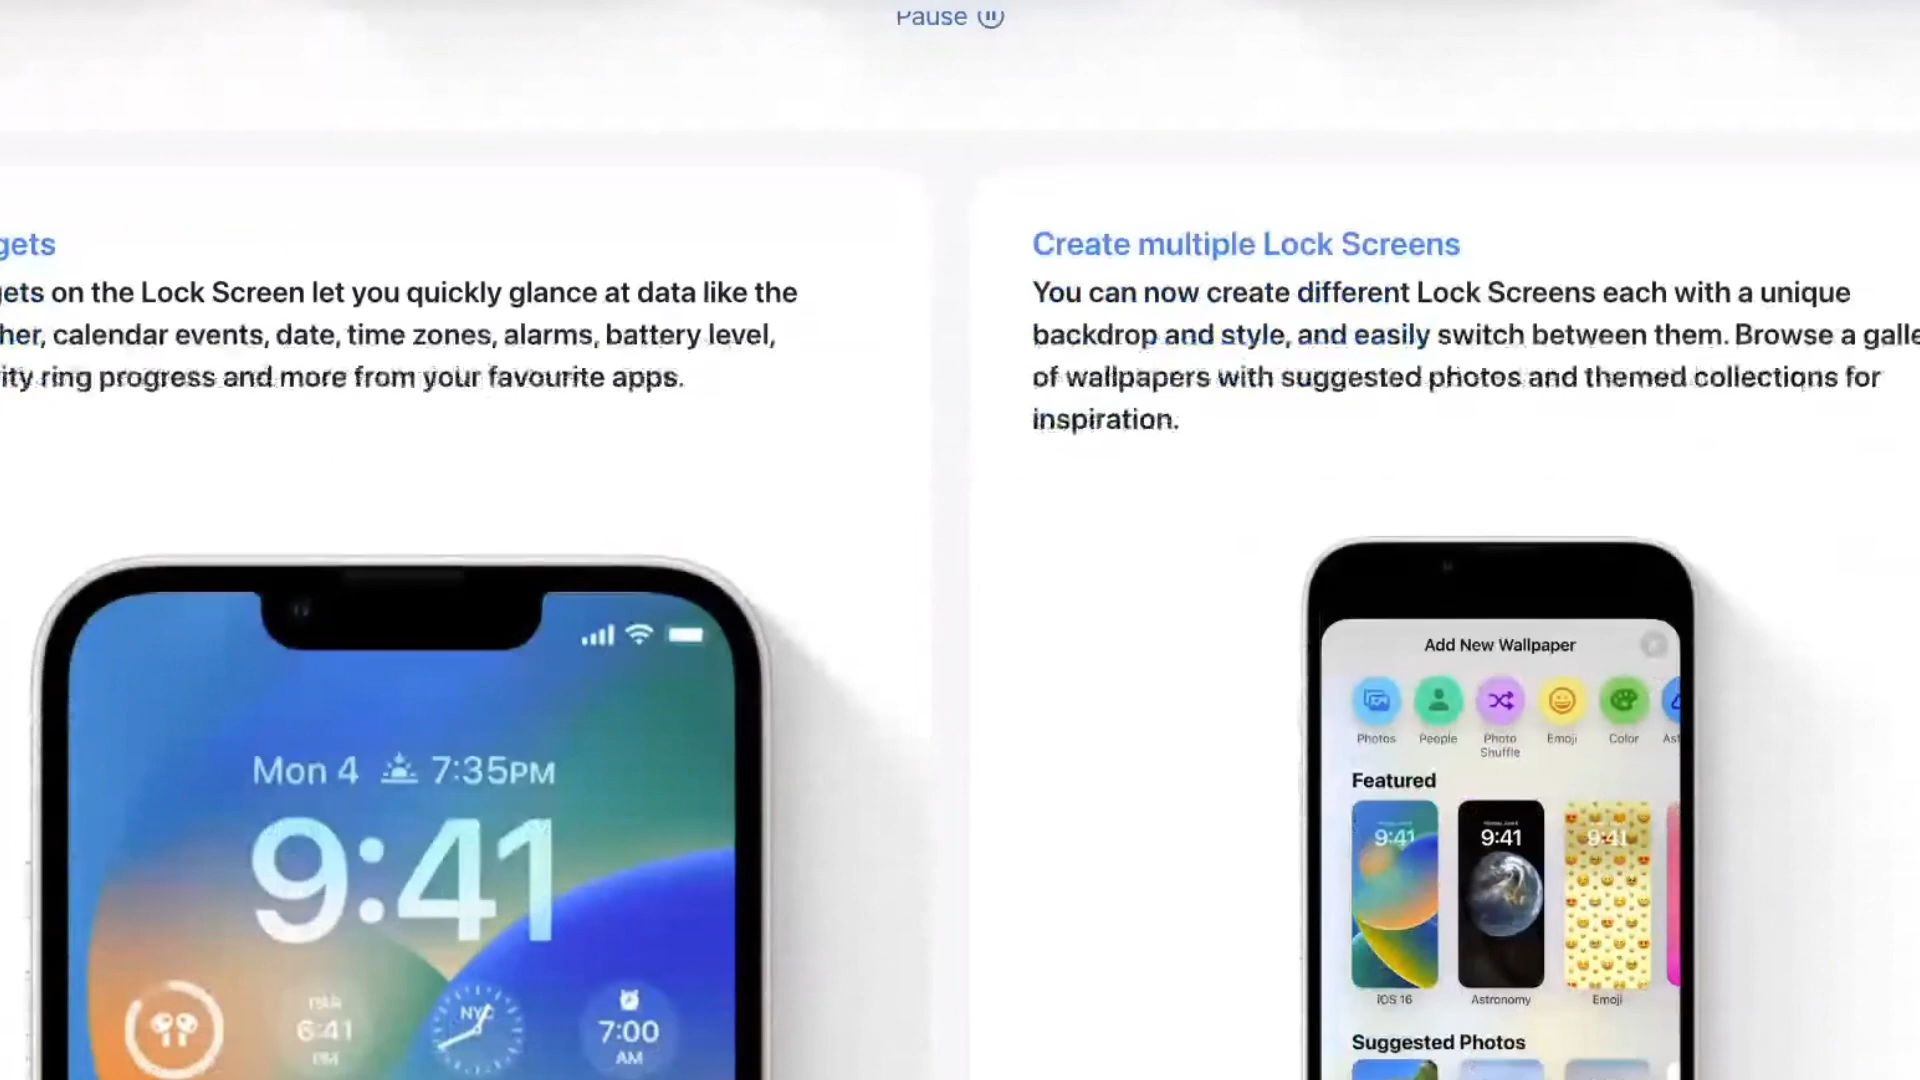 Pause
gets
ets on the Lock Screen let you quickly glance at data like the
her, calendar events, date, time zones, alarms, battery level,
ity ring progress and more from your favourite apps.
Create multiple Lock Screens
You can now create different Lock Screens each with a unique
backdrop and style, and easily switch between them. Browse a galle
of wallpapers with suggested photos and themed collections for
inspiration.
Mon 4 7:35PM
9:41
6:41
PM
NYC
7:00
AM
Add New Wallpaper
Photos People Photo Shuffle Emoji Color Ast
Featured
9:41 9:41 9:41
iOS 16 Astronomy Emoji
Suggested Photos